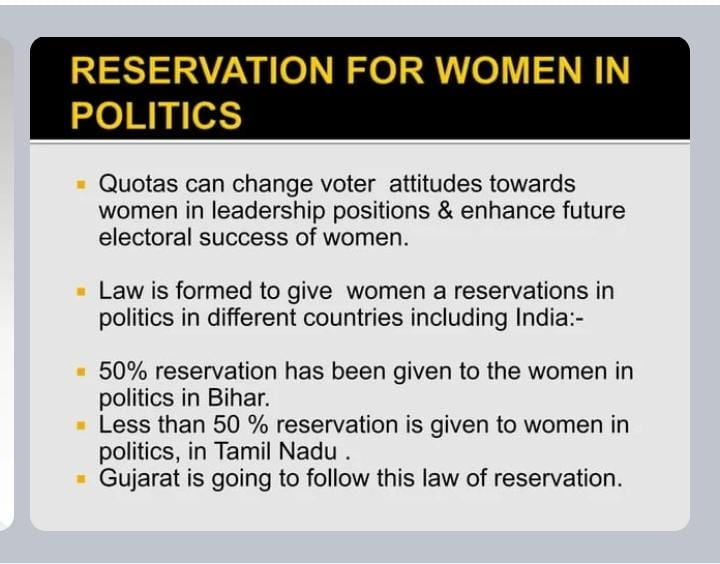 RESERVATION FOR WOMEN IN
POLITICS
▪ Quotas can change voter attitudes towards
women in leadership positions & enhance future
electoral success of women.
▪ Law is formed to give women a reservations in
politics in different countries including India:-
▪ 50% reservation has been given to the women in
politics in Bihar.
▪ Less than 50 % reservation is given to women in
politics, in Tamil Nadu .
▪ Gujarat is going to follow this law of reservation.